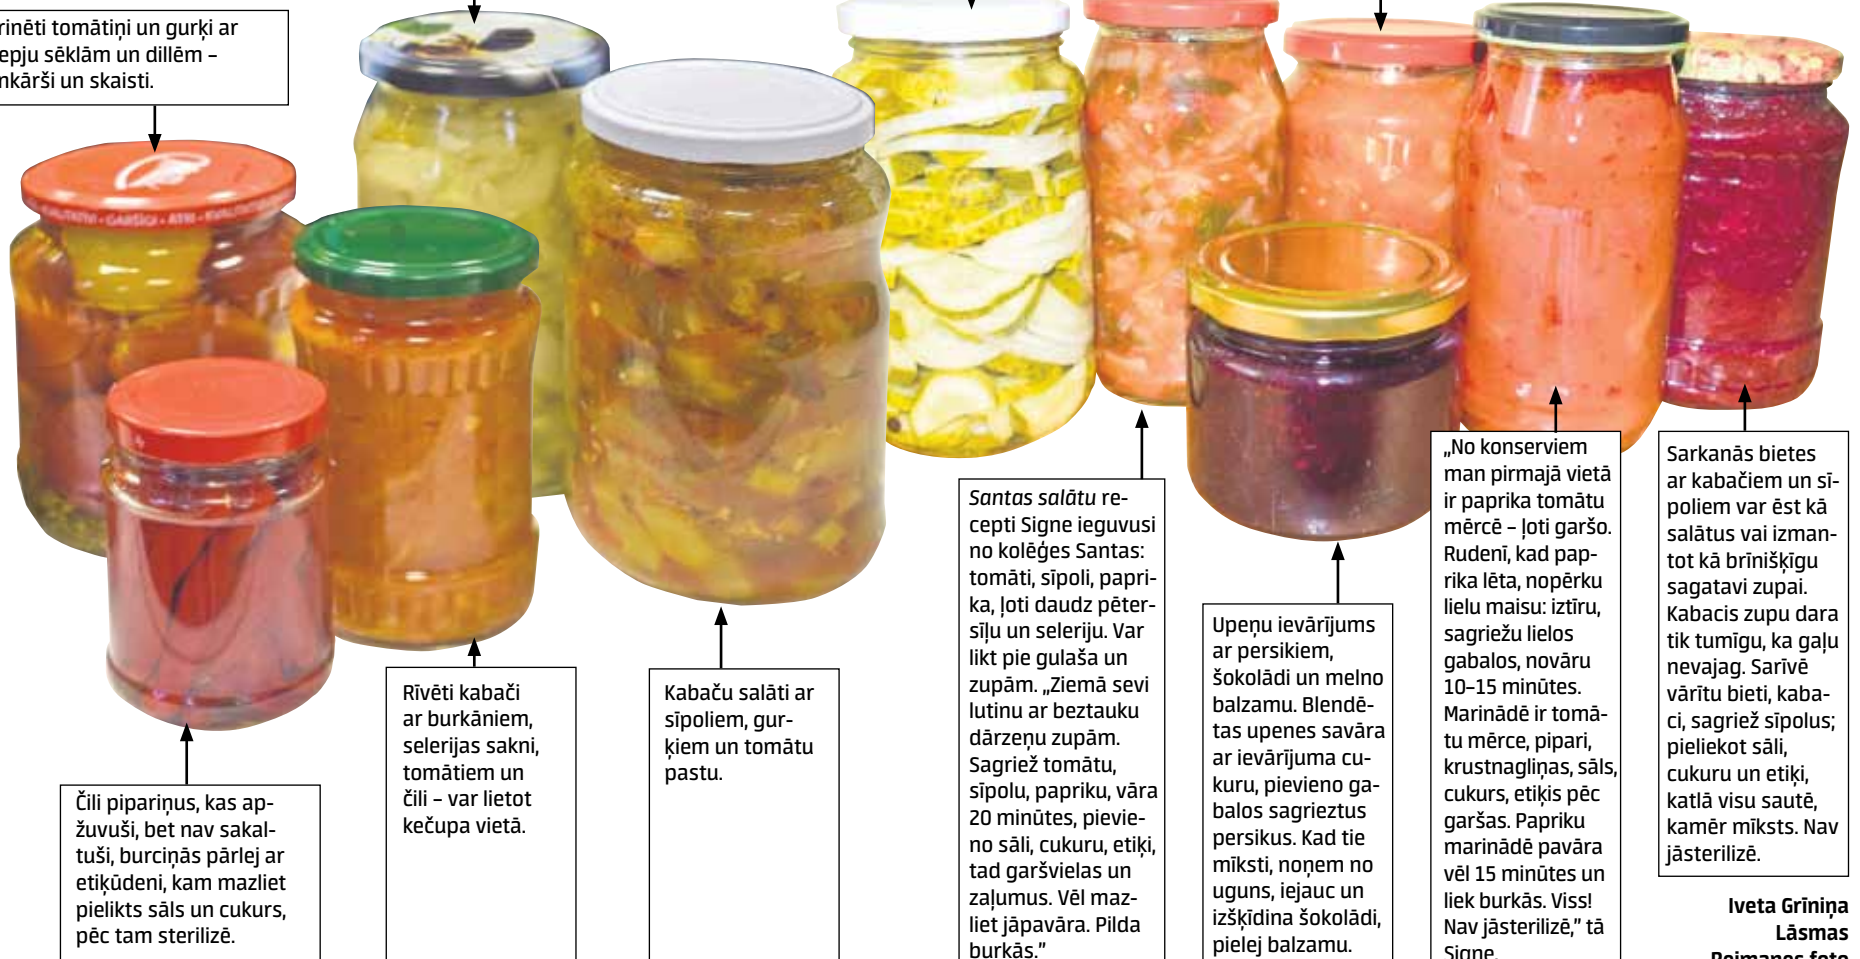 tomātiņi un gurķi ar
sēklām un dillēm –
un skaisti.
GARŠĪGI • ĀTRI •
Čili pipariņus, kas ap-
žuvuši, bet nav sakal-
tuši, burciņās pārlej ar
etiķūdeni, kam mazliet
pielikts sāls un cukurs,
pēc tam sterilizē.
Rīvēti kabači
ar burkāniem,
selerijas sakni,
tomātiem un
čili – var lietot
kečupa vietā.
Kabaču salāti ar
sīpoliem, gur-
ķiem un tomātu
pastu.
Santas salātu re-
cepti Signe ieguvusi
no kolēģes Santas:
tomāti, sīpoli, papri-
ka, ļoti daudz pēter-
sīļu un seleriju. Var
likt pie gulaša un
zupām. „Ziemā sevi
lutinu ar beztauku
dārzeņu zupām.
Sagriež tomātu,
sīpolu, papriku, vāra
20 minūtes, pievie-
no sāli, cukuru, etiķi,
tad garšvielas un
zaļumus. Vēl maz-
liet jāpavāra. Pilda
burkās.”
Upeņu ievārījums
ar persikiem,
šokolādi un melno
balzamu. Blendē-
tas upenes savāra
ar ievārījuma cu-
kuru, pievieno ga-
balos sagrieztus
persikus. Kad tie
mīksti, noņem no
uguns, iejauc un
izšķīdina šokolādi,
pielej balzamu.
„No konserviem
man pirmajā vietā
ir paprika tomātu
mērcē – ļoti garšo.
Rudenī, kad pap-
rika lēta, nopērku
lielu maisu: iztīru,
sagriežu lielos
gabalos, novāru
10–15 minūtes.
Marinādē ir tomā-
tu mērce, pipari,
krustnagliņas, sāls,
cukurs, etiķis pēc
garšas. Papriku
marinādē pavāra
vēl 15 minūtes un
liek burkās. Viss!
Nav jāsterilizē,” tā
Signe.
Sarkanās bietes
ar kabačiem un sī-
poliem var ēst kā
salātus vai izman-
tot kā brīnišķīgu
sagatavi zupai.
Kabacis zupu dara
tik tumīgu, ka gaļu
nevajag. Sarīvē
vārītu bieti, kaba-
ci, sagriež sīpolus;
pieliekot sāli,
cukuru un etiķi,
katlā visu sautē,
kamēr mīksts. Nav
jāsterilizē.
Iveta Grīniņa
Lāsmas
Reimanes foto